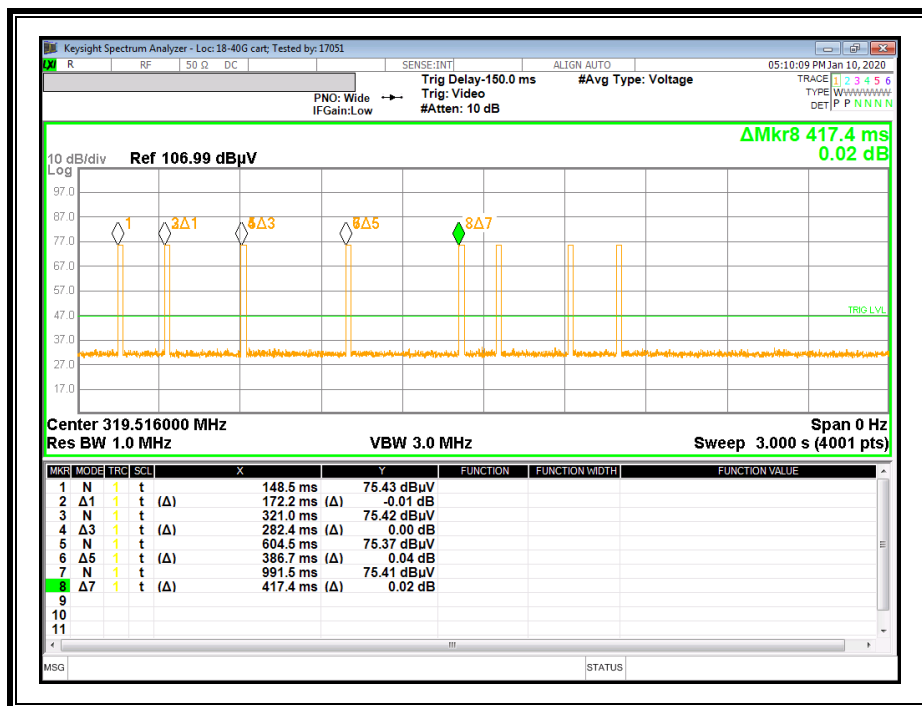 Keysight Spectrum Analyzer - Loc: 18-40G cart; Tested by: 17051
LXI R RF 50 Ω DC SENSE:INT ALIGN AUTO 05:10:09 PM Jan 10, 2020
PNO: Wide
IFGain:Low
Trig Delay-150.0 ms
Trig: Video
#Atten: 10 dB
#Avg Type: Voltage
TRACE 1 2 3 4 5 6
TYPE WWWWWWW
DET P P N N N N
ΔMkr8 417.4 ms
0.02 dB
10 dB/div Ref 106.99 dBµV
Log
97.0
87.0
77.0
67.0
57.0
47.0
37.0
27.0
17.0
1
2Δ1
4Δ3
6Δ5
8Δ7
TRIG LVL
Center 319.516000 MHz Span 0 Hz
Res BW 1.0 MHz VBW 3.0 MHz Sweep 3.000 s (4001 pts)
MKR MODE TRC SCL X Y FUNCTION FUNCTION WIDTH FUNCTION VALUE
1 N 1 t 148.5 ms 75.43 dBµV
2 Δ1 1 t (Δ) 172.2 ms (Δ) -0.01 dB
3 N 1 t 321.0 ms 75.42 dBµV
4 Δ3 1 t (Δ) 282.4 ms (Δ) 0.00 dB
5 N 1 t 604.5 ms 75.37 dBµV
6 Δ5 1 t (Δ) 386.7 ms (Δ) 0.04 dB
7 N 1 t 991.5 ms 75.41 dBµV
8 Δ7 1 t (Δ) 417.4 ms (Δ) 0.02 dB
9
10
11
MSG STATUS